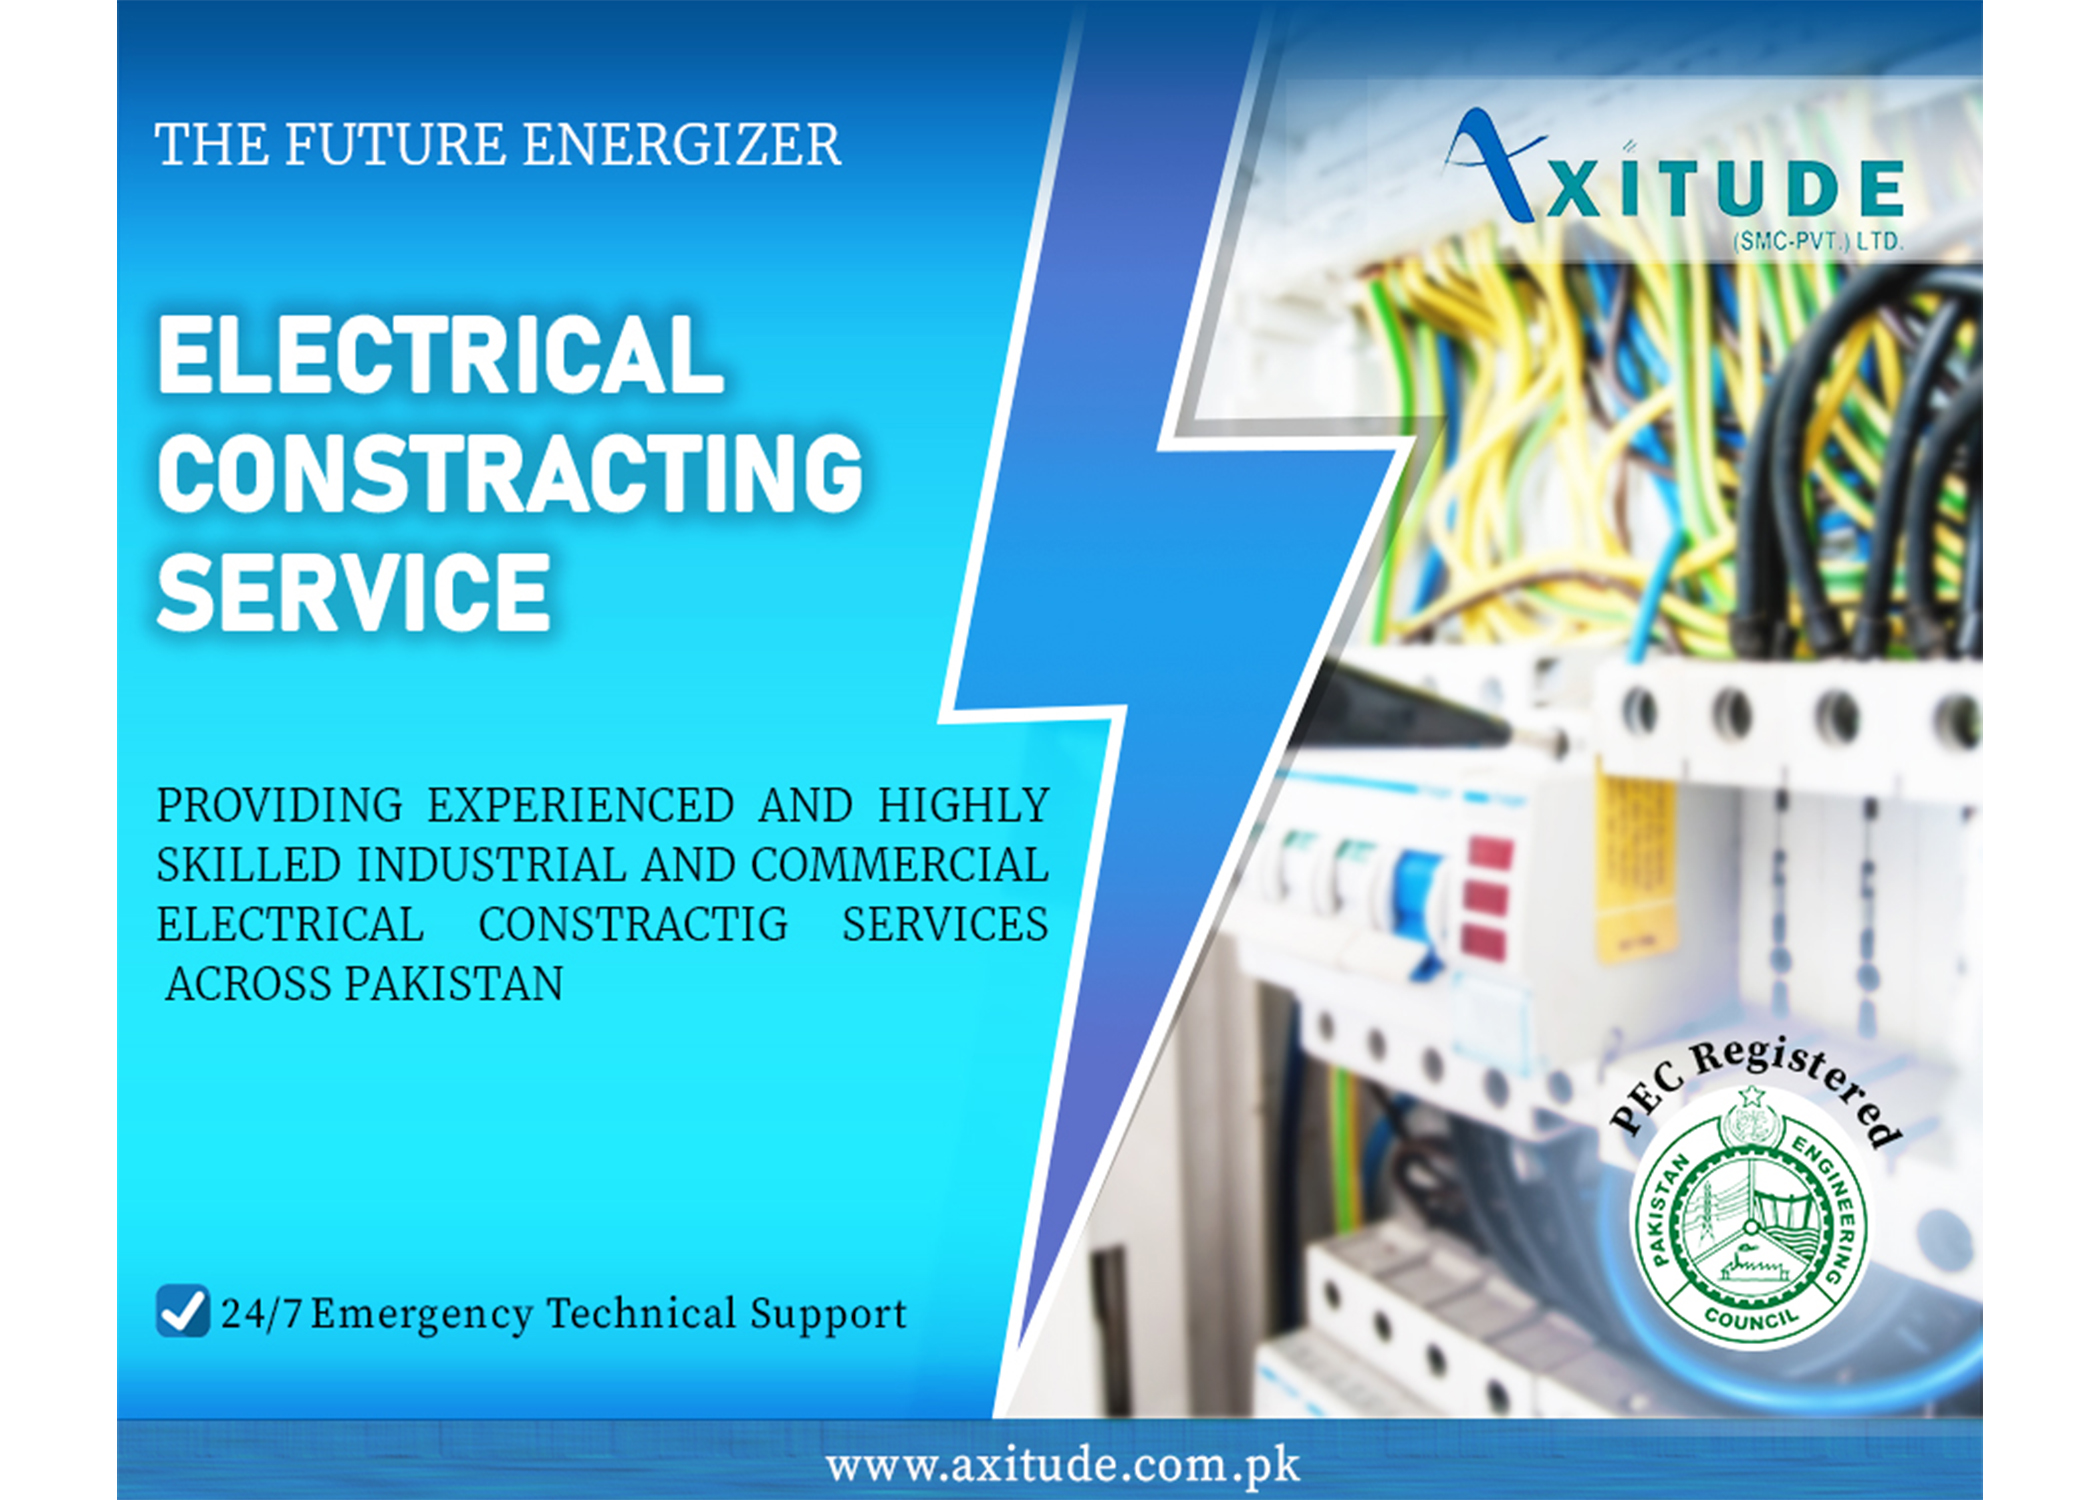 THE FUTURE ENERGIZER
AXITUDE
(SMC-PVT.) LTD.
ELECTRICAL
CONSTRACTING
SERVICE
PROVIDING EXPERIENCED AND HIGHLY
SKILLED INDUSTRIAL AND COMMERCIAL
ELECTRICAL CONSTRACTIG SERVICES
ACROSS PAKISTAN
PEC Registered
PAKISTAN ENGINEERING
COUNCIL
24/7 Emergency Technical Support
www.axitude.com.pk